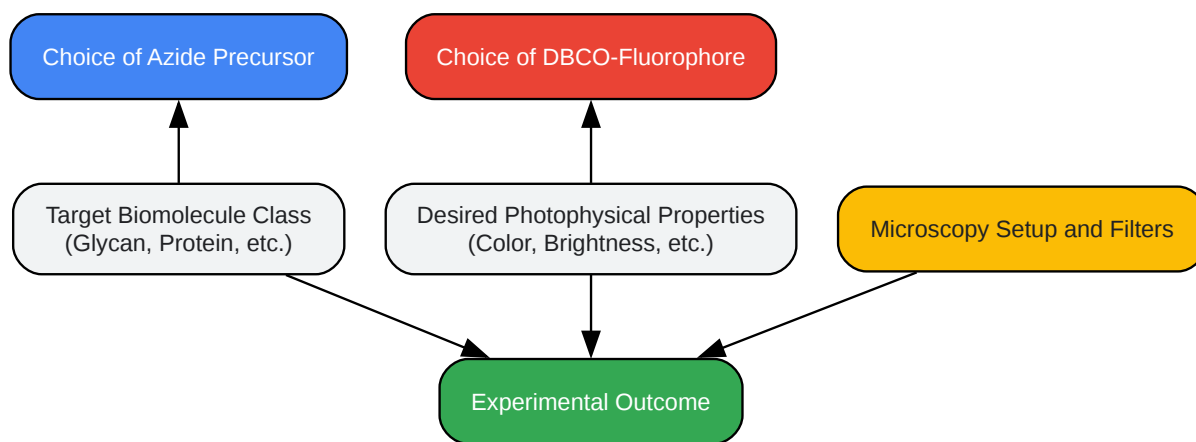 Choice of Azide Precursor
Choice of DBCO-Fluorophore
Target Biomolecule Class
(Glycan, Protein, etc.)
Desired Photophysical Properties
(Color, Brightness, etc.)
Microscopy Setup and Filters
Experimental Outcome